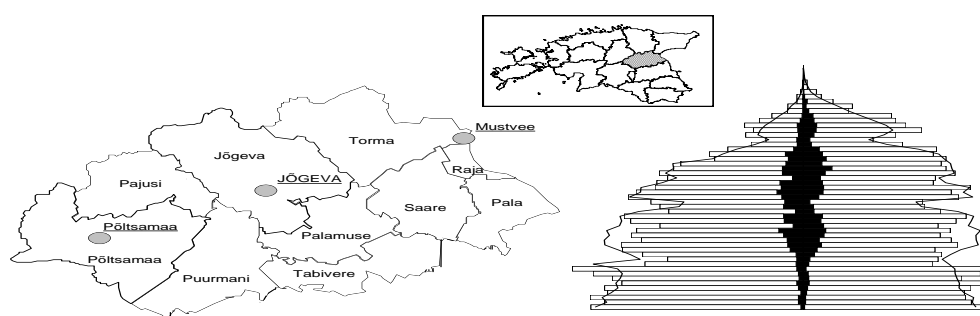 Mustvee
Torma
Jõgeva
Raja
JÕGEVA
Pajusi
Pala
Saare
Põltsamaa
Palamuse
Põltsamaa
Tabivere
Puurmani